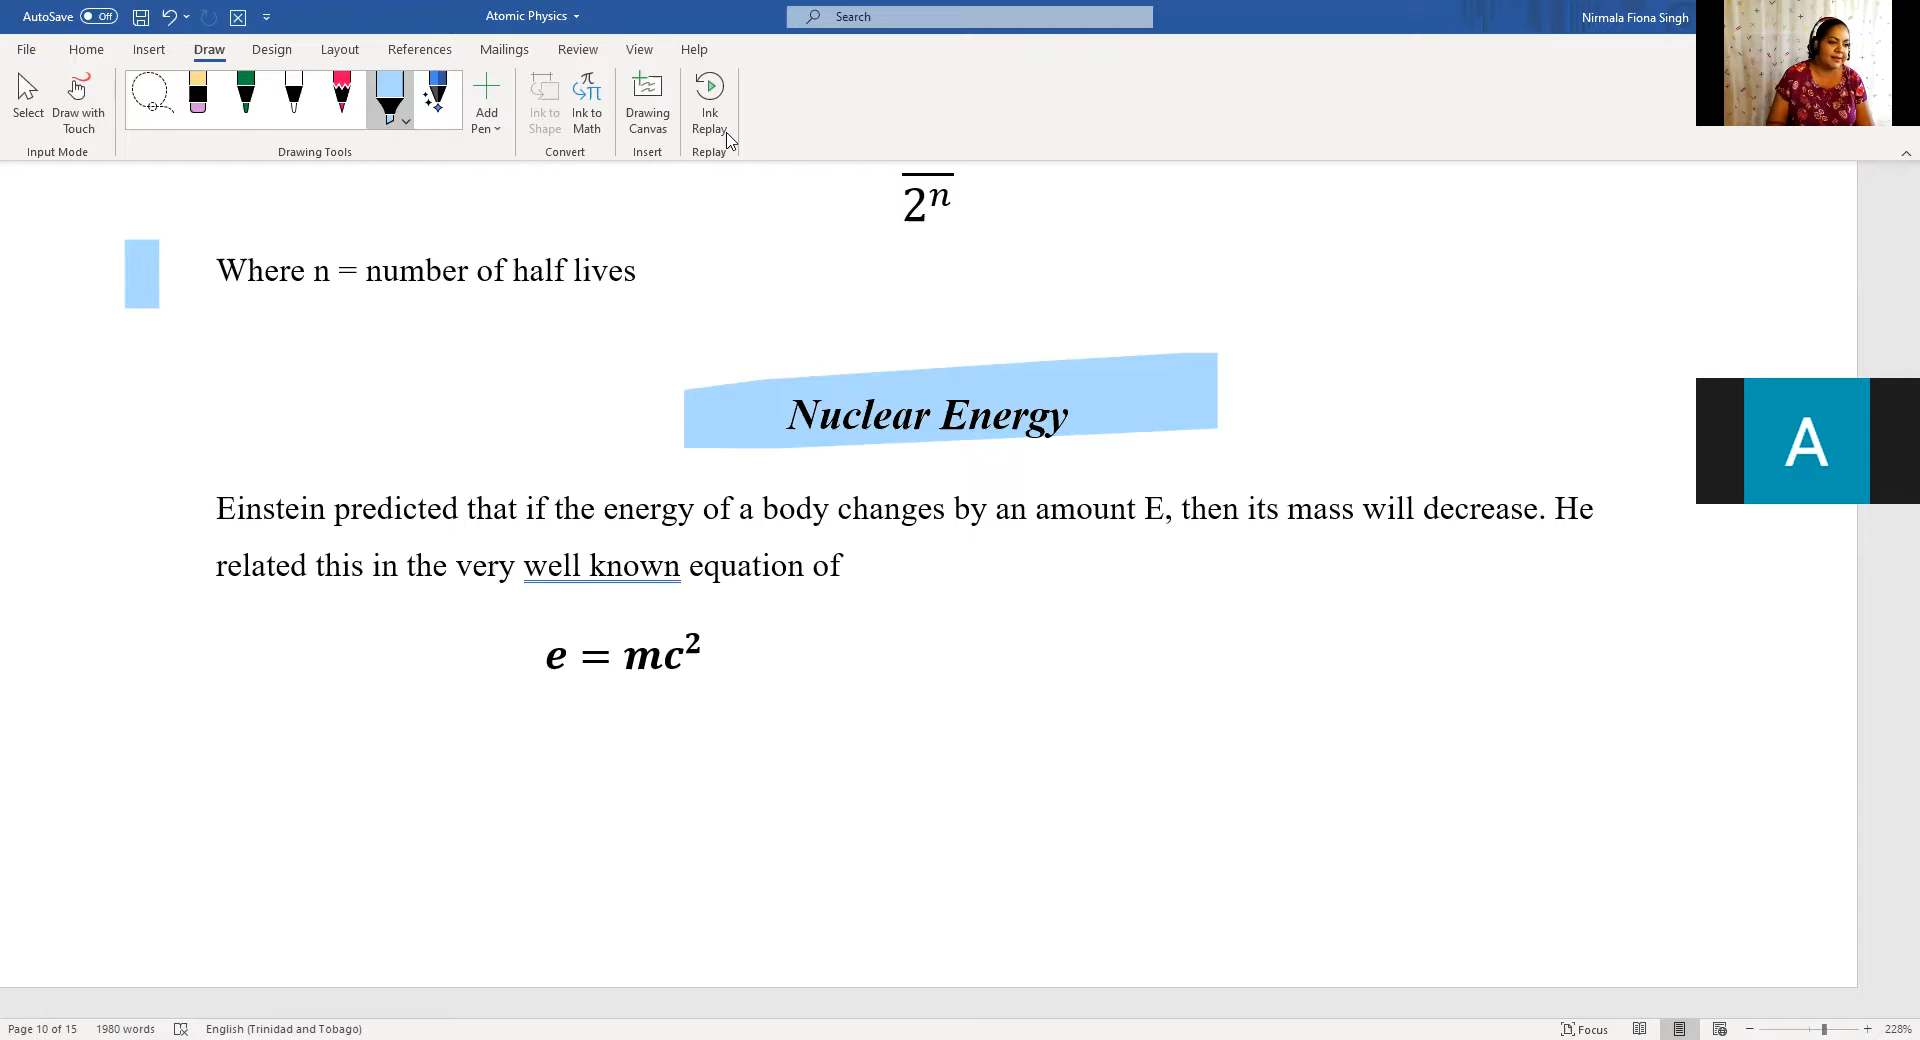 AutoSave Off
Atomic Physics
Search
Nirmala Fiona Singh
File Home Insert Draw Design Layout References Mailings Review View Help
Select
Draw with Touch
Add Pen
Ink to Shape
Ink to Math
Drawing Canvas
Ink Replay
Input Mode Drawing Tools Convert Insert Replay
2ⁿ
Where n = number of half lives
Nuclear Energy
Einstein predicted that if the energy of a body changes by an amount E, then its mass will decrease. He
related this in the very well known equation of
e = mc²
A
Page 10 of 15 1980 words English (Trinidad and Tobago) Focus 228%